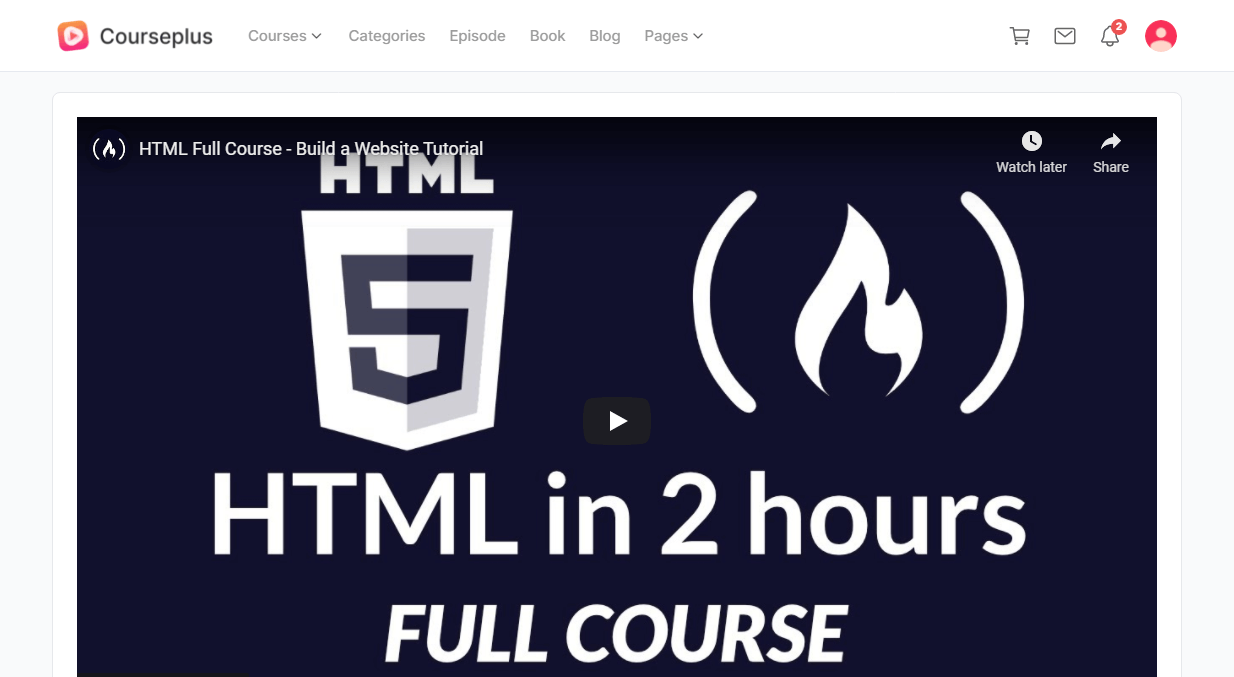 Courseplus Courses Categories Episode Book Blog Pages 2
HTML Full Course - Build a Website Tutorial
Watch later Share
HTML
5
HTML in 2 hours
FULL COURSE